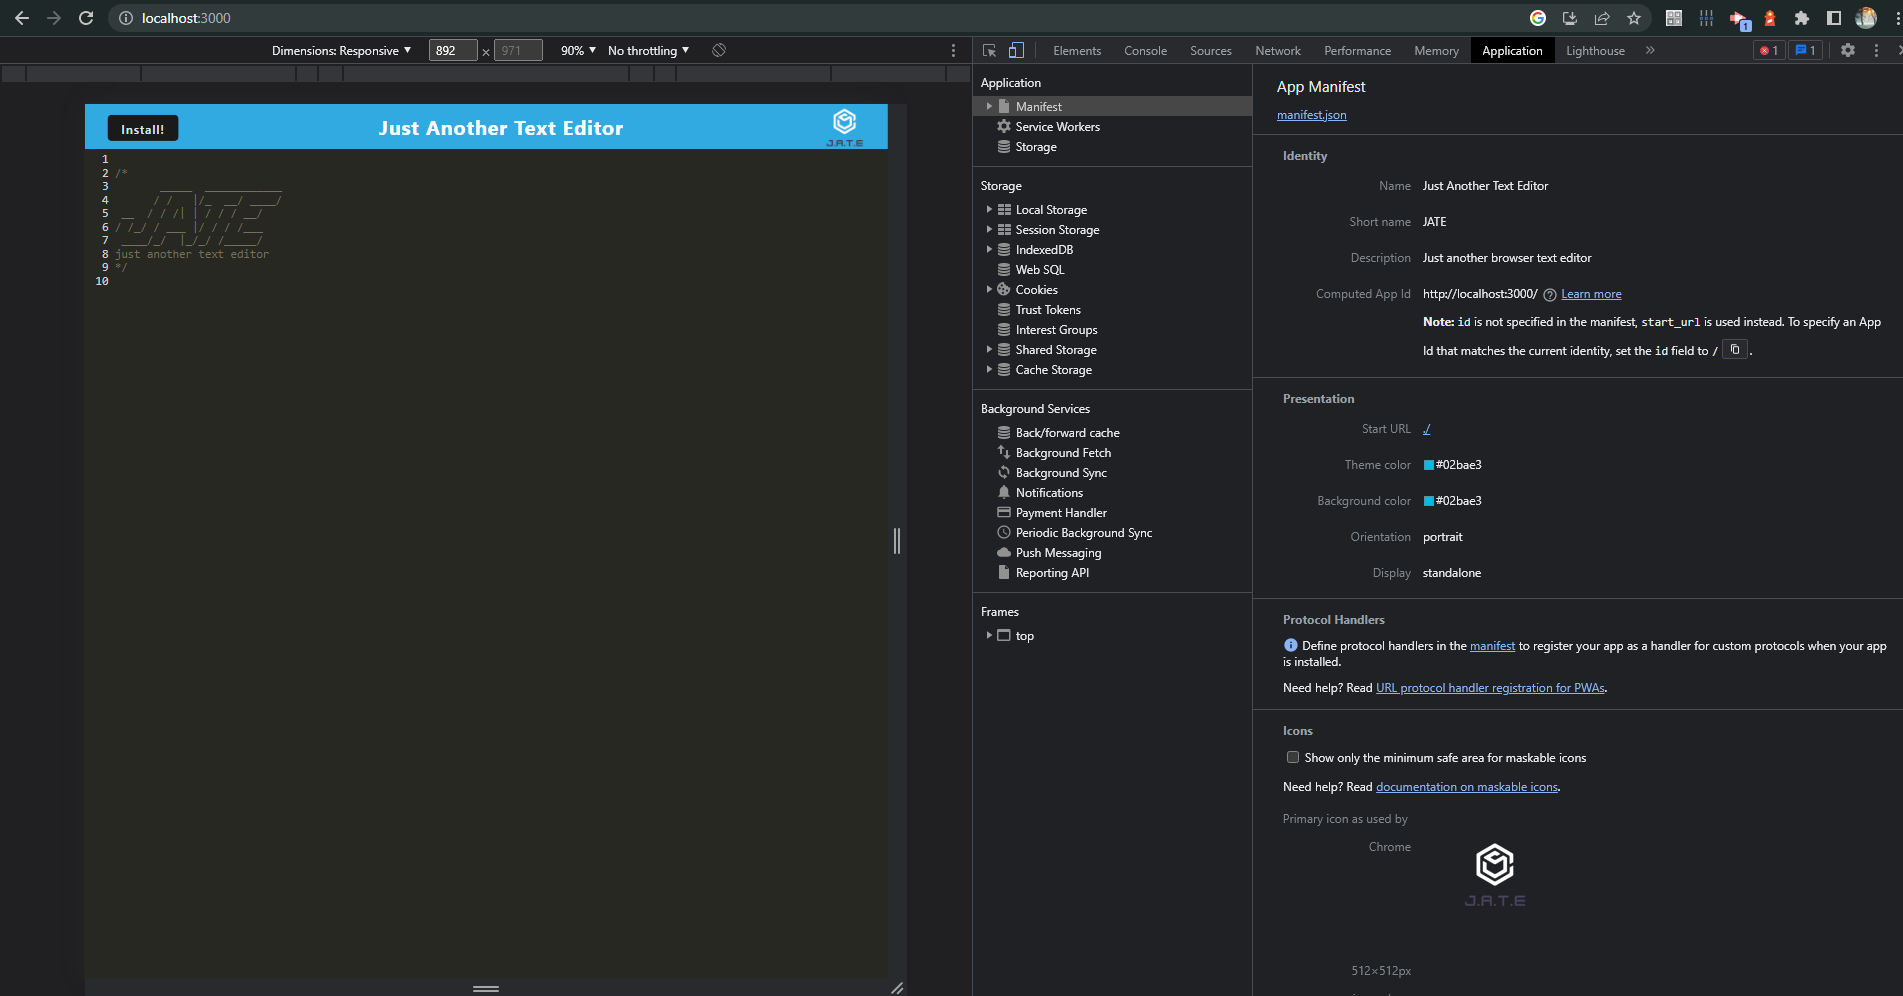 localhost:3000
1
Dimensions: Responsive ▼ 892 × 971 90% ▼ No throttling ▼
Elements Console Sources Network Performance Memory Application Lighthouse » 1 1
Install!
Just Another Text Editor
J.A.T.E
1
2 /*
3      _____  ____________
4     / /   |/_  __/ ____/
5 __  / / /| | / / / __/
6 / /_/ / ___ |/ / / /___
7 ____/_/  |_/_/ /_____/
8 just another text editor
9 */
10
Application
Manifest
Service Workers
Storage
Storage
Local Storage
Session Storage
IndexedDB
Web SQL
Cookies
Trust Tokens
Interest Groups
Shared Storage
Cache Storage
Background Services
Back/forward cache
Background Fetch
Background Sync
Notifications
Payment Handler
Periodic Background Sync
Push Messaging
Reporting API
Frames
top
App Manifest
manifest.json
Identity
Name Just Another Text Editor
Short name JATE
Description Just another browser text editor
Computed App Id http://localhost:3000/ Learn more
Note: id is not specified in the manifest, start_url is used instead. To specify an App
Id that matches the current identity, set the id field to / .
Presentation
Start URL ./
Theme color #02bae3
Background color #02bae3
Orientation portrait
Display standalone
Protocol Handlers
Define protocol handlers in the manifest to register your app as a handler for custom protocols when your app
is installed.
Need help? Read URL protocol handler registration for PWAs.
Icons
Show only the minimum safe area for maskable icons
Need help? Read documentation on maskable icons.
Primary icon as used by
Chrome
J.A.T.E
512×512px